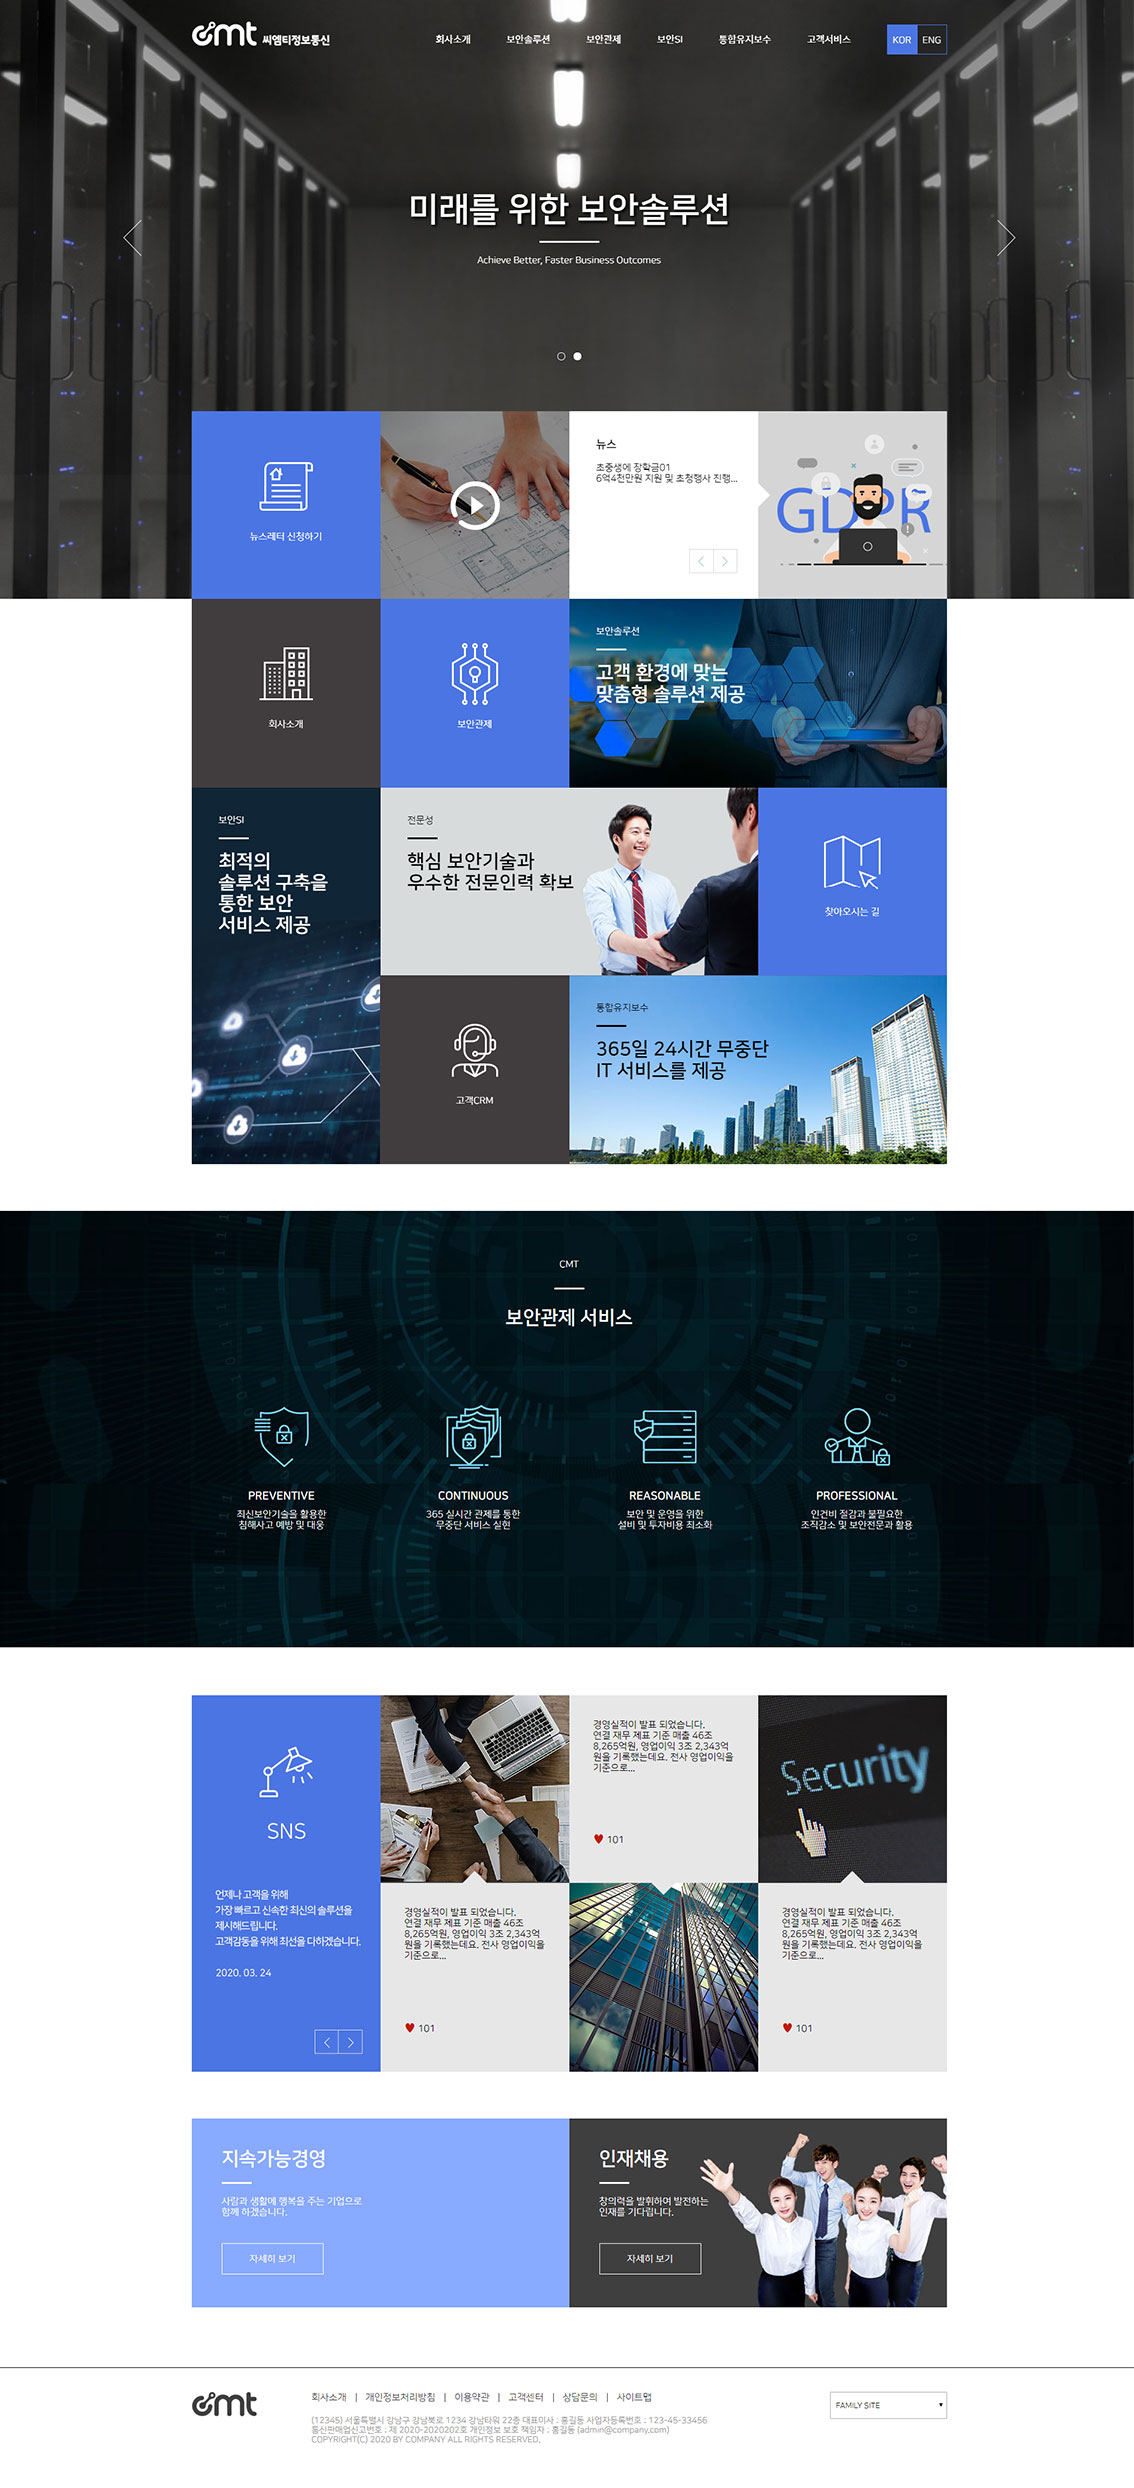 cmt 씨엠티정보통신
회사소개 보안솔루션 보안관제 보안SI 통합유지보수 고객서비스 KOR ENG
미래를 위한 보안솔루션
Achieve Better, Faster Business Outcomes
뉴스레터 신청하기
뉴스
초중생에 장학금01
6억4천만원 지원 및 초청행사 진행...
GDPR
회사소개
보안관제
보안솔루션
고객 환경에 맞는
맞춤형 솔루션 제공
보안SI
최적의
솔루션 구축을
통한 보안
서비스 제공
전문성
핵심 보안기술과
우수한 전문인력 확보
찾아오시는 길
고객CRM
통합유지보수
365일 24시간 무중단
IT 서비스를 제공
CMT
보안관제 서비스
PREVENTIVE
최신보안기술을 활용한
침해사고 예방 및 대응
CONTINUOUS
365 실시간 관제를 통한
무중단 서비스 실현
REASONABLE
보안 및 운영을 위한
설비 및 투자비용 최소화
PROFESSIONAL
인건비 절감과 불필요한
조직감소 및 보안전문과 활용
SNS
언제나 고객을 위해
가장 빠르고 신속한 최신의 솔루션을
제시해드립니다.
고객감동을 위해 최선을 다하겠습니다.
2020. 03. 24
경영실적이 발표 되었습니다.
연결 재무 제표 기준 매출 46조
8,265억원, 영업이익 3조 2,343억
원을 기록했는데요. 전사 영업이익을
기준으로...
101
Security
경영실적이 발표 되었습니다.
연결 재무 제표 기준 매출 46조
8,265억원, 영업이익 3조 2,343억
원을 기록했는데요. 전사 영업이익을
기준으로...
101
경영실적이 발표 되었습니다.
연결 재무 제표 기준 매출 46조
8,265억원, 영업이익 3조 2,343억
원을 기록했는데요. 전사 영업이익을
기준으로...
101
지속가능경영
사람과 생활에 행복을 주는 기업으로
함께 하겠습니다.
자세히 보기
인재채용
창의력을 발휘하여 발전하는
인재를 기다립니다.
자세히 보기
cmt
회사소개 | 개인정보처리방침 | 이용약관 | 고객센터 | 상담문의 | 사이트맵
FAMILY SITE
(12345) 서울특별시 강남구 강남북로 1234 강남타워 22층 대표이사 : 홍길동 사업자등록번호 : 123-45-33456
통신판매업신고번호 : 제 2020-2020202호 개인정보 보호 책임자 : 홍길동 (admin@company.com)
COPYRIGHT(C) 2020 BY COMPANY ALL RIGHTS RESERVED.